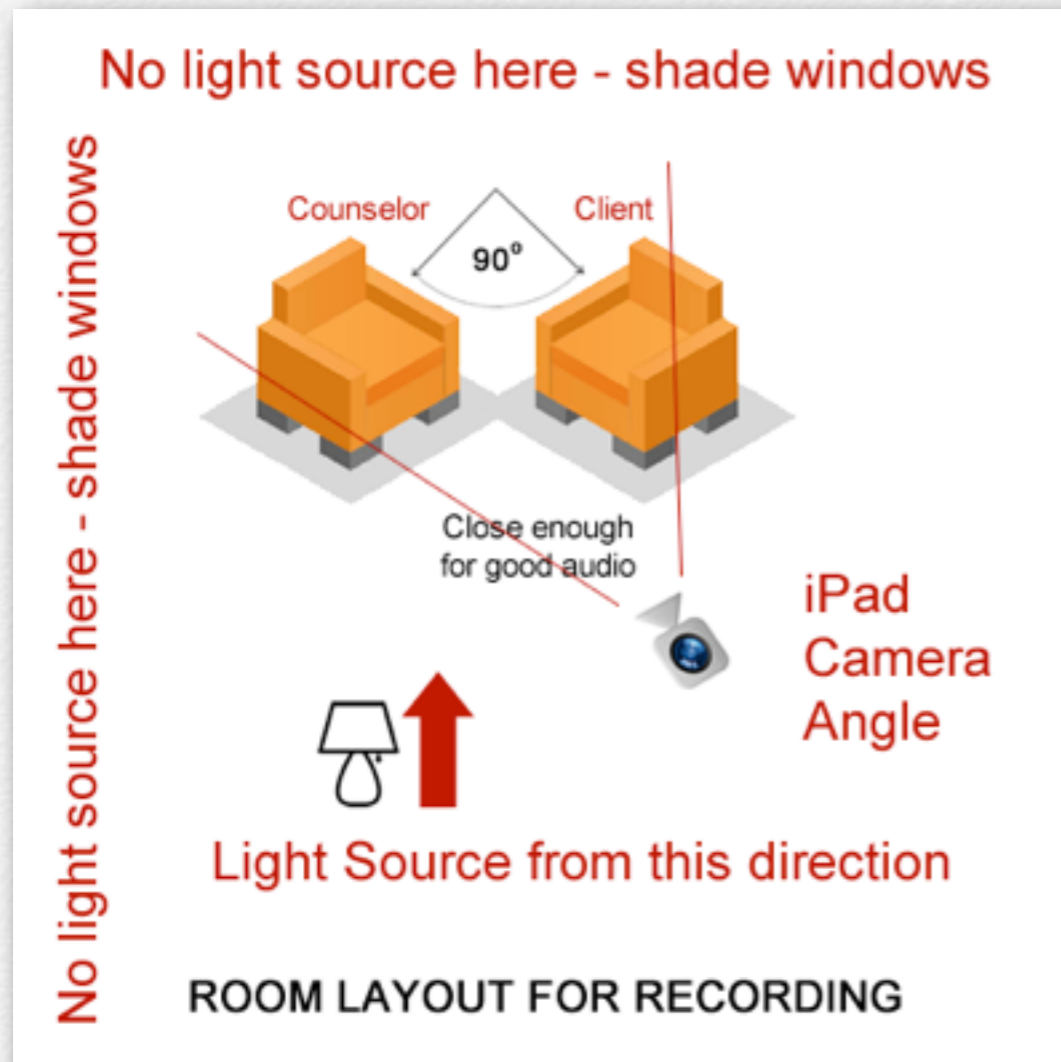 No light source here - shade windows
No light source here - shade windows
Counselor
Client
90°
Close enough
for good audio
iPad
Camera
Angle
Light Source from this direction
ROOM LAYOUT FOR RECORDING